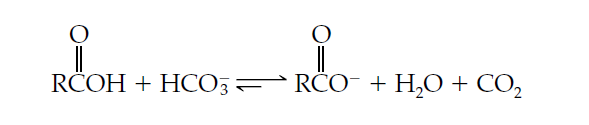 O O
RCOH + HCO₃⁻ ⇌ RCO⁻ + H₂O + CO₂